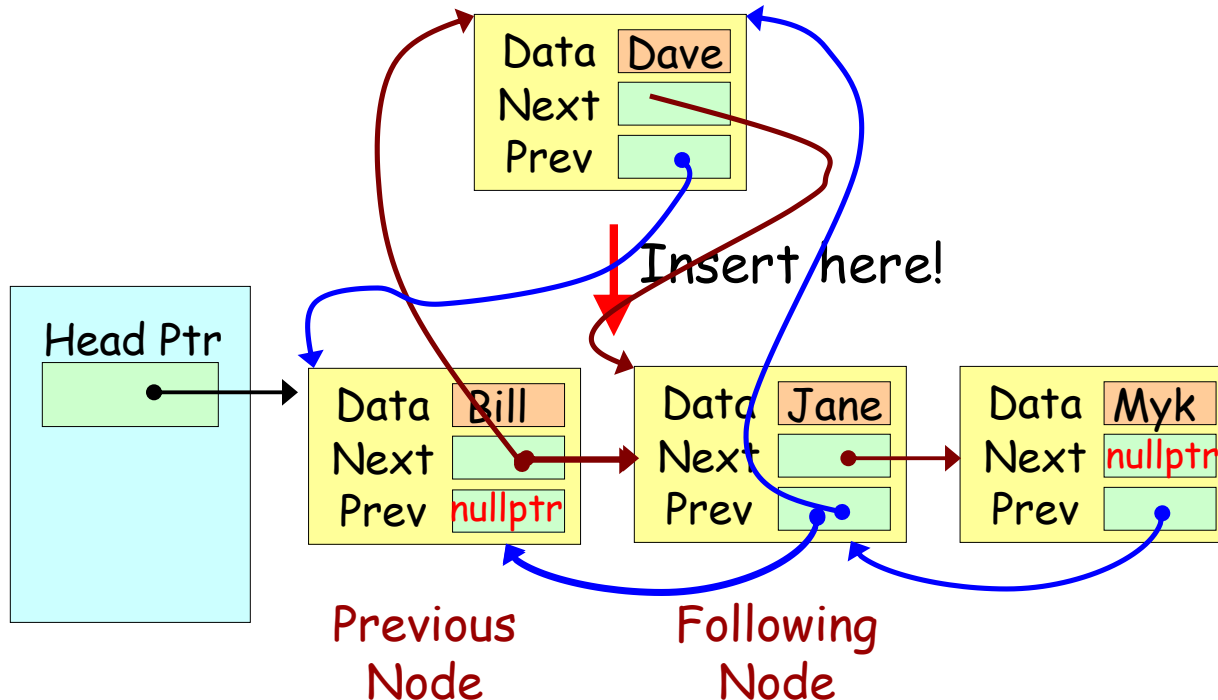 Data Dave
Next
Prev
Insert here!
Head Ptr
Data Bill
Next
Prev nullptr
Data Jane
Next
Prev
Data Myk
Next nullptr
Prev
Previous
Node
Following
Node